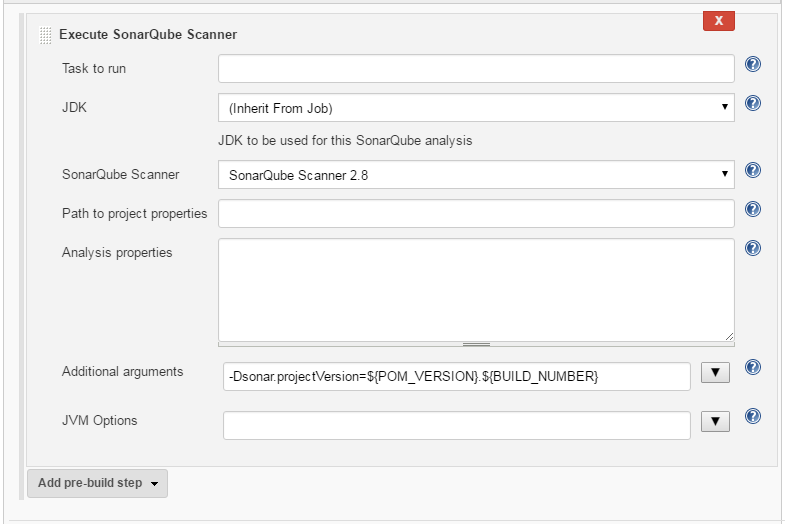 X
Execute SonarQube Scanner
Task to run
?
JDK
(Inherit From Job)
?
JDK to be used for this SonarQube analysis
SonarQube Scanner
SonarQube Scanner 2.8
?
Path to project properties
?
Analysis properties
?
Additional arguments
-Dsonar.projectVersion=${POM_VERSION}.${BUILD_NUMBER}
?
JVM Options
?
Add pre-build step